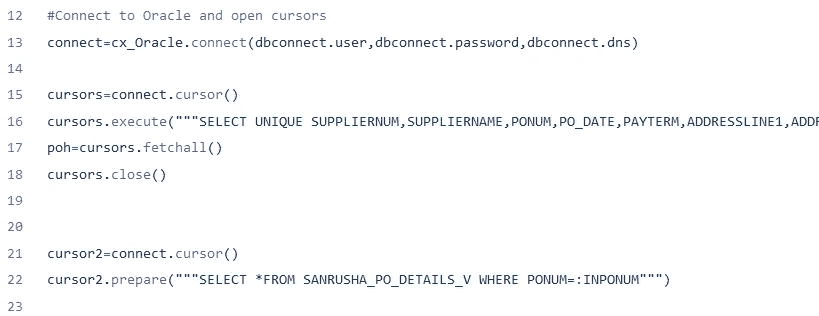 12 #Connect to Oracle and open cursors
13 connect=cx_Oracle.connect(dbconnect.user,dbconnect.password,dbconnect.dns)
14
15 cursors=connect.cursor()
16 cursors.execute("""SELECT UNIQUE SUPPLIERNUM,SUPPLIERNAME,PONUM,PO_DATE,PAYTERM,ADDRESSLINE1,
17 poh=cursors.fetchall()
18 cursors.close()
19
20
21 cursor2=connect.cursor()
22 cursor2.prepare("""SELECT *FROM SANRUSHA_PO_DETAILS_V WHERE PONUM=:INPONUM""")
23